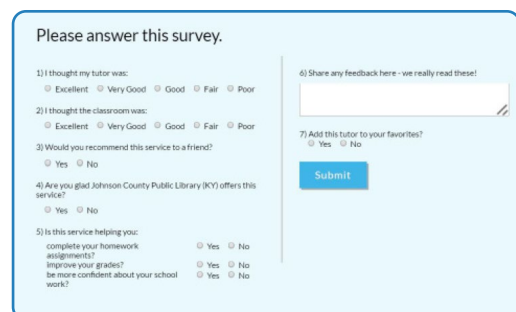 Please answer this survey.
1) I thought my tutor was:
Excellent Very Good Good Fair Poor
2) I thought the classroom was:
Excellent Very Good Good Fair Poor
3) Would you recommend this service to a friend?
Yes No
4) Are you glad Johnson County Public Library (KY) offers this
service?
Yes No
5) Is this service helping you:
complete your homework
assignments?
Yes No
improve your grades?
Yes No
be more confident about your school
work?
Yes No
6) Share any feedback here - we really read these!
7) Add this tutor to your favorites?
Yes No
Submit